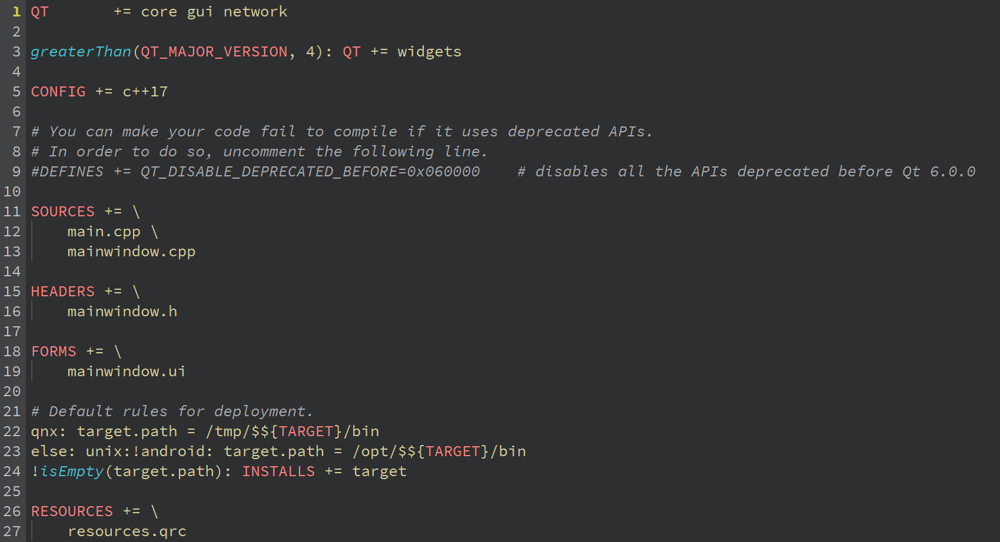 1 QT       += core gui network
2
3 greaterThan(QT_MAJOR_VERSION, 4): QT += widgets
4
5 CONFIG += c++17
6
7 # You can make your code fail to compile if it uses deprecated APIs.
8 # In order to do so, uncomment the following line.
9 #DEFINES += QT_DISABLE_DEPRECATED_BEFORE=0x060000    # disables all the APIs deprecated before Qt 6.0.0
10
11 SOURCES += \
12     main.cpp \
13     mainwindow.cpp
14
15 HEADERS += \
16     mainwindow.h
17
18 FORMS += \
19     mainwindow.ui
20
21 # Default rules for deployment.
22 qnx: target.path = /tmp/$${TARGET}/bin
23 else: unix:!android: target.path = /opt/$${TARGET}/bin
24 !isEmpty(target.path): INSTALLS += target
25
26 RESOURCES += \
27     resources.qrc